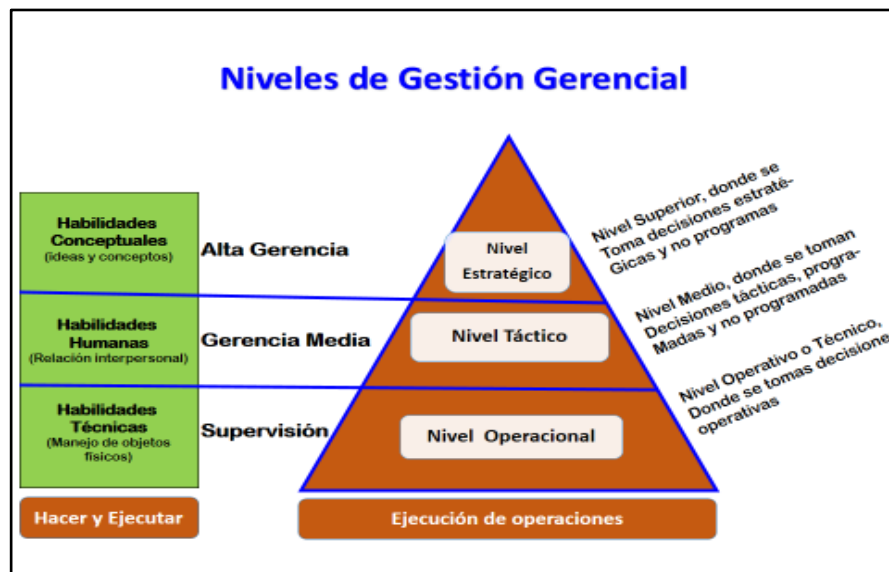 Niveles de Gestión Gerencial
Habilidades
Conceptuales
(ideas y conceptos)
Alta Gerencia
Nivel
Estratégico
Nivel Superior, donde se
Toma decisiones estraté-
Gicas y no programas
Habilidades
Humanas
(Relación interpersonal)
Gerencia Media
Nivel Táctico
Nivel Medio, donde se toman
Decisiones tácticas, progra-
Madas y no programadas
Habilidades
Técnicas
(Manejo de objetos
físicos)
Supervisión
Nivel Operacional
Nivel Operativo o Técnico,
Donde se tomas decisione
operativas
Hacer y Ejecutar
Ejecución de operaciones